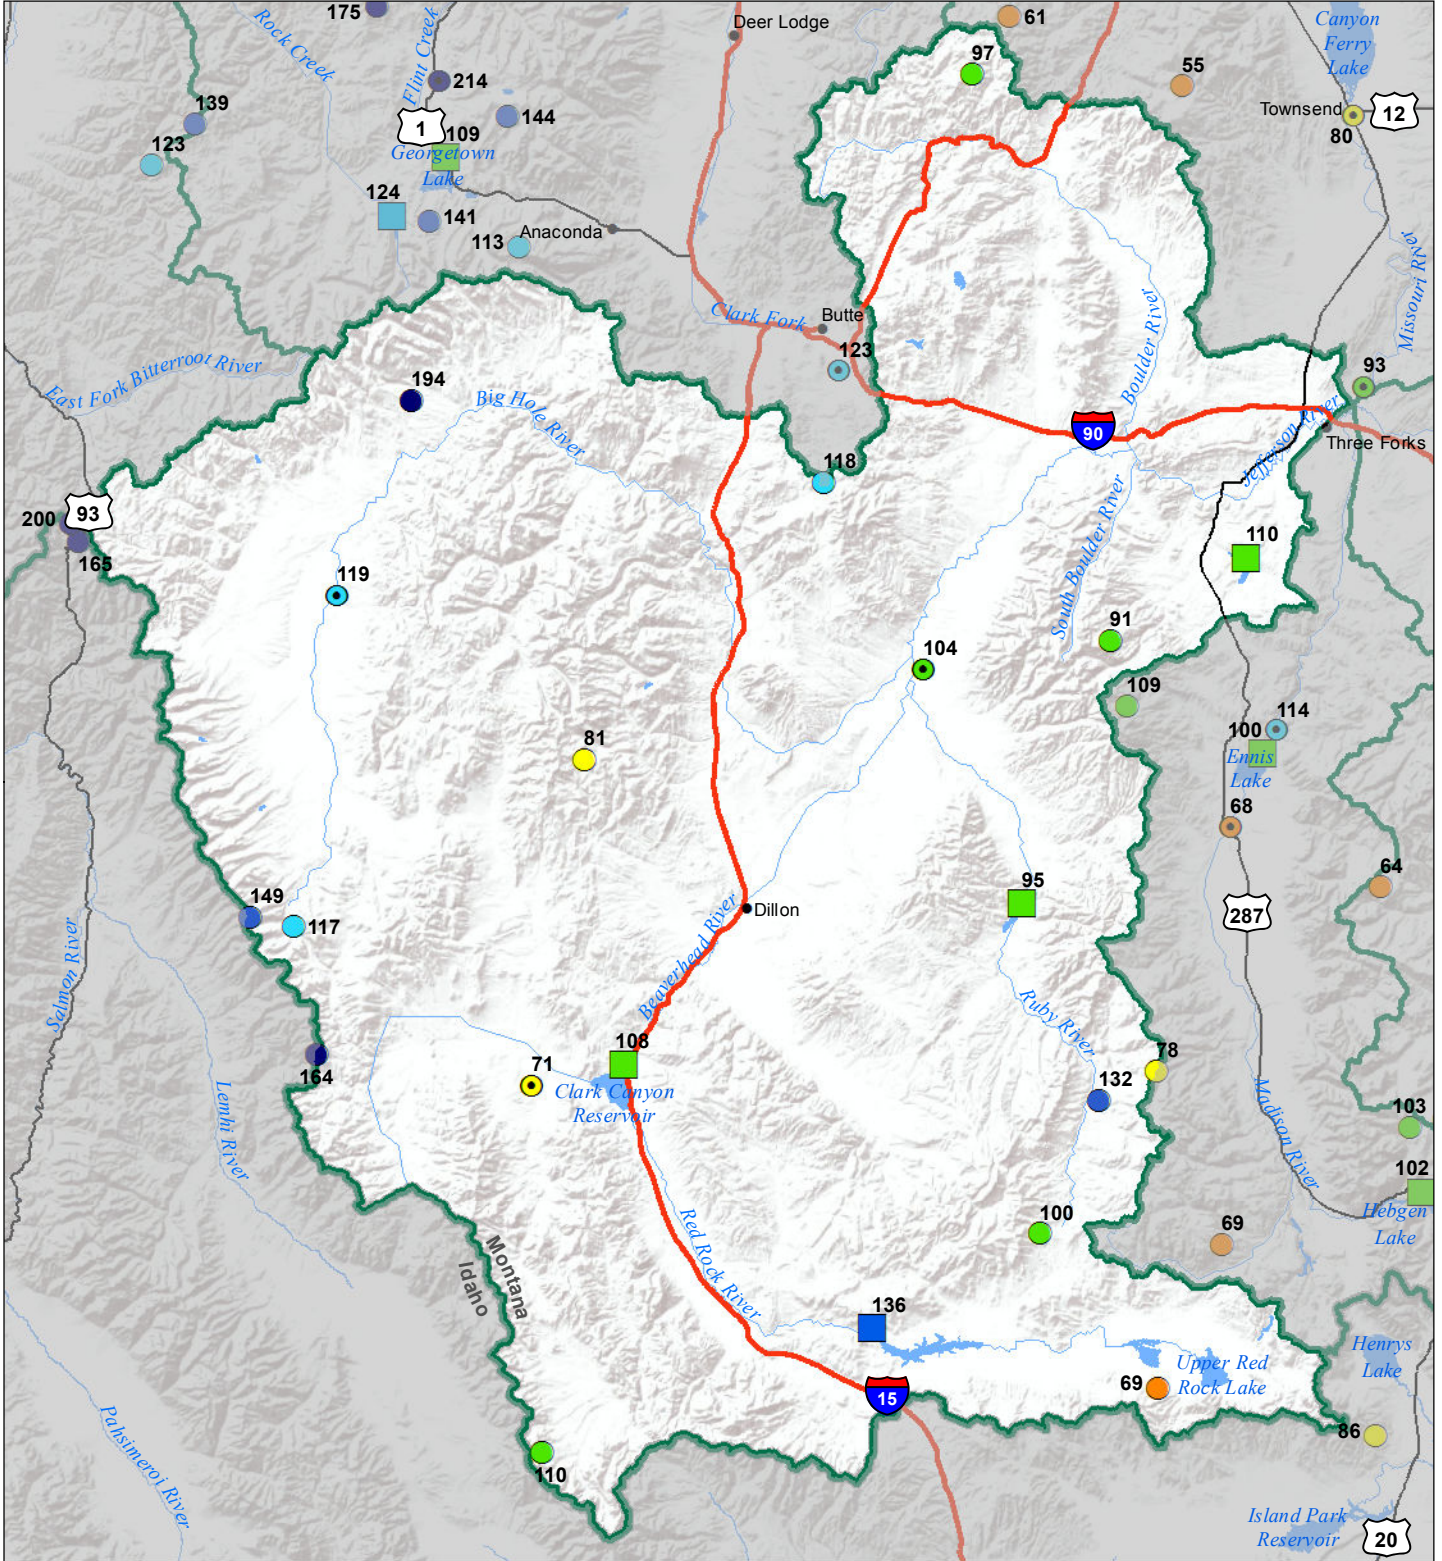 175
Rock Creek
Flint Creek
Deer Lodge
61
Canyon
Ferry
Lake
97
55
214
139
144
1
109
Townsend
12
80
123
Georgetown
Lake
124
141
113
Anaconda
Missouri River
Clark Fork
Butte
Boulder River
123
93
East Fork Bitterroot River
194
Big Hole River
90
Jefferson River
Three Forks
118
200
93
165
South Boulder River
110
119
91
104
109
114
100
Ennis
Lake
81
68
64
95
149
117
Dillon
287
Salmon River
Beaverhead River
Ruby River
108
71
Clark Canyon
Reservoir
78
132
164
Lemhi River
Madison River
103
102
Hebgen
Lake
100
69
Montana
Idaho
Red Rock River
136
Henrys
Lake
Upper Red
Rock Lake
69
15
86
Pahsimeroi River
110
Island Park
Reservoir
20